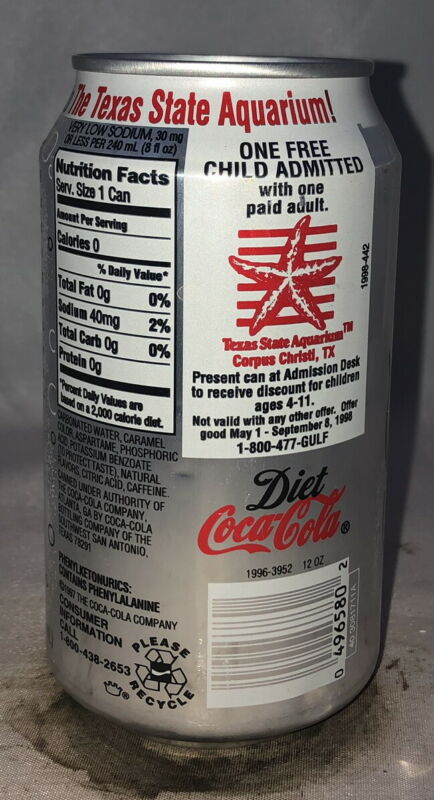 The Texas State Aquarium!
VERY LOW SODIUM, 30 mg
OR LESS PER 240 mL (8 fl oz)
Nutrition Facts
Serv. Size 1 Can
Amount Per Serving
Calories 0
% Daily Value*
Total Fat 0g 0%
Sodium 40mg 2%
Total Carb 0g 0%
Protein 0g
*Percent Daily Values are
based on a 2,000 calorie diet.
CARBONATED WATER, CARAMEL
COLOR, ASPARTAME, PHOSPHORIC
ACID, POTASSIUM BENZOATE
(TO PROTECT TASTE), NATURAL
FLAVORS, CITRIC ACID, CAFFEINE.
CANNED UNDER AUTHORITY OF
THE COCA-COLA COMPANY,
ATLANTA, GA BY COCA-COLA
BOTTLING COMPANY OF THE
SOUTHWEST SAN ANTONIO,
TEXAS 78291
PHENYLKETONURICS:
CONTAINS PHENYLALANINE
©1997 THE COCA-COLA COMPANY
CONSUMER
INFORMATION
CALL
1-800-438-2653
PLEASE
RECYCLE
ONE FREE
CHILD ADMITTED
with one
paid adult.
1998-442
Texas State Aquarium™
Corpus Christi, TX
Present can at Admission Desk
to receive discount for children
ages 4-11.
Not valid with any other offer. Offer
good May 1 - September 8, 1998
1-800-477-GULF
Diet
Coca-Cola®
1996-3952 12 OZ
0 496580 2